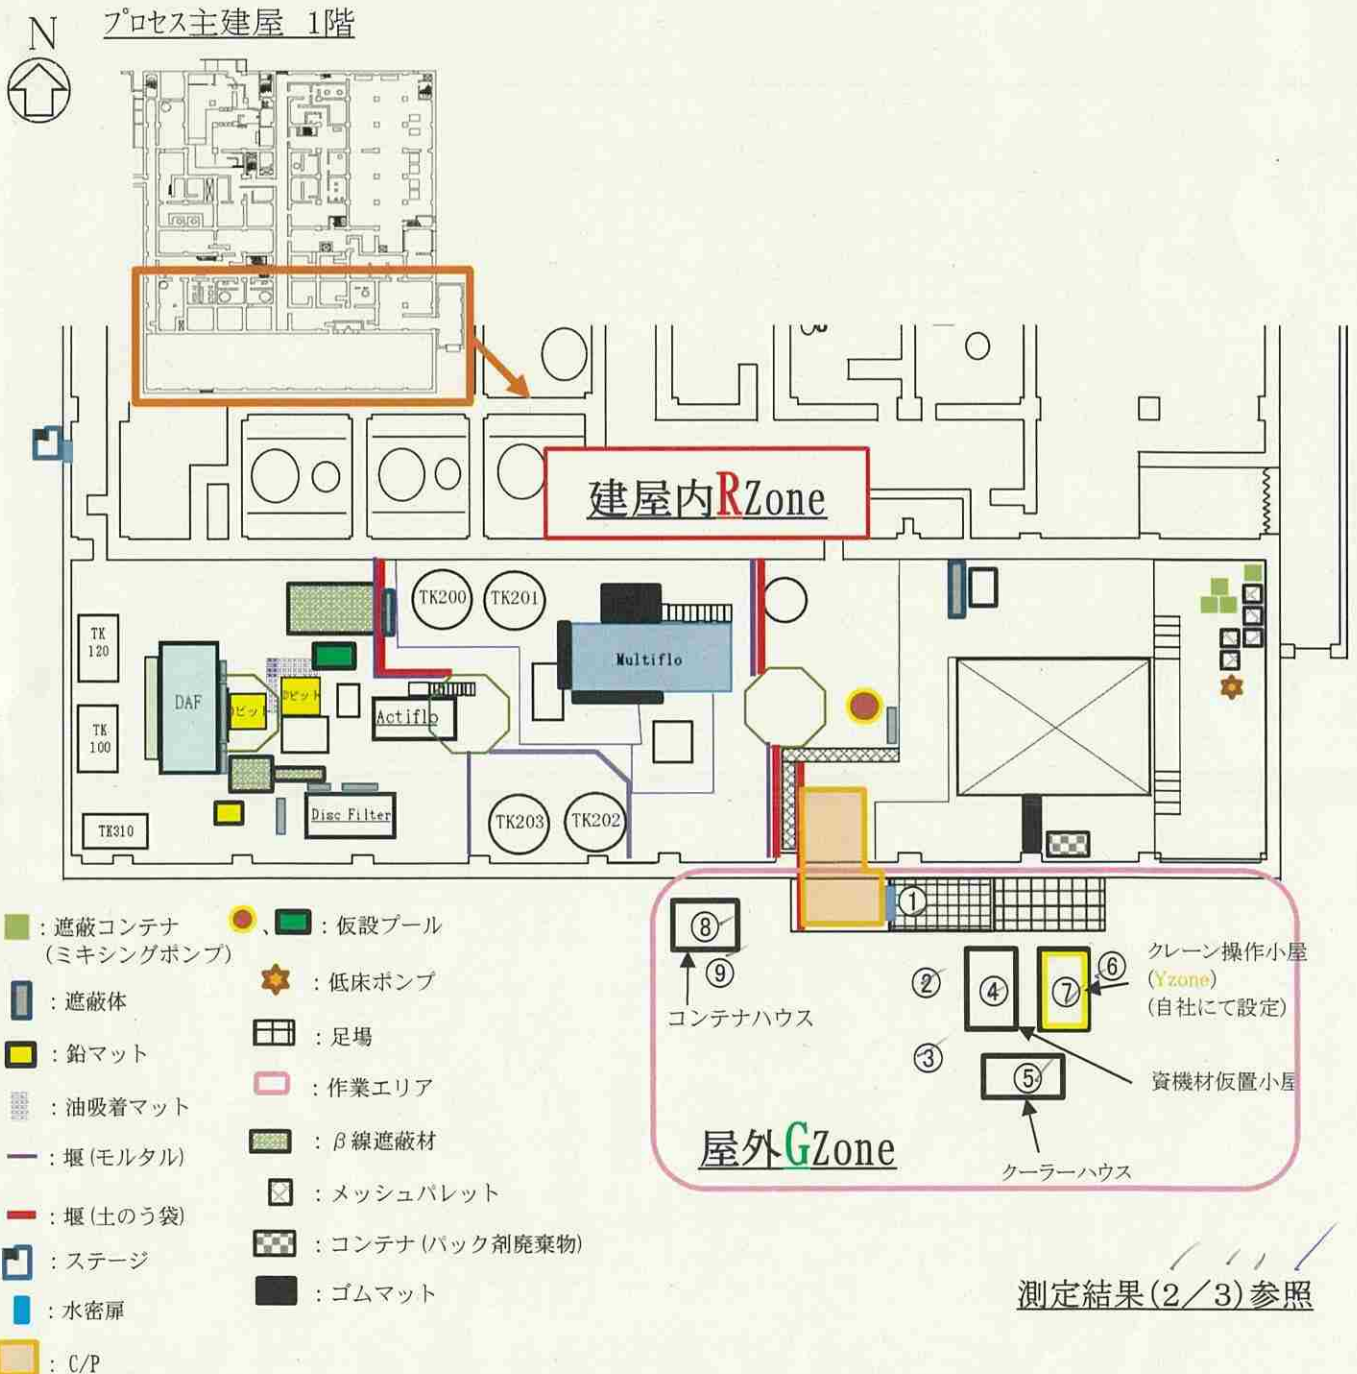 N
プロセス主建屋 1階
建屋内RZone
TK200
TK201
TK
120
Multiflo
DAF
Dピット
Dピット
Actiflo
TK
100
TK310
Disc Filter
TK203
TK202
①
⑧
⑨
コンテナハウス
②
④
⑦
⑥
クレーン操作小屋
(Yzone)
(自社にて設定)
③
⑤
資機材仮置小屋
クーラーハウス
屋外GZone
：遮蔽コンテナ
(ミキシングポンプ)
：遮蔽体
：鉛マット
：油吸着マット
：堰(モルタル)
：堰(土のう袋)
：ステージ
：水密扉
：C/P
、
：仮設プール
：低床ポンプ
：足場
：作業エリア
：β線遮蔽材
：メッシュパレット
：コンテナ(パック剤廃棄物)
：ゴムマット
測定結果(2／3)参照